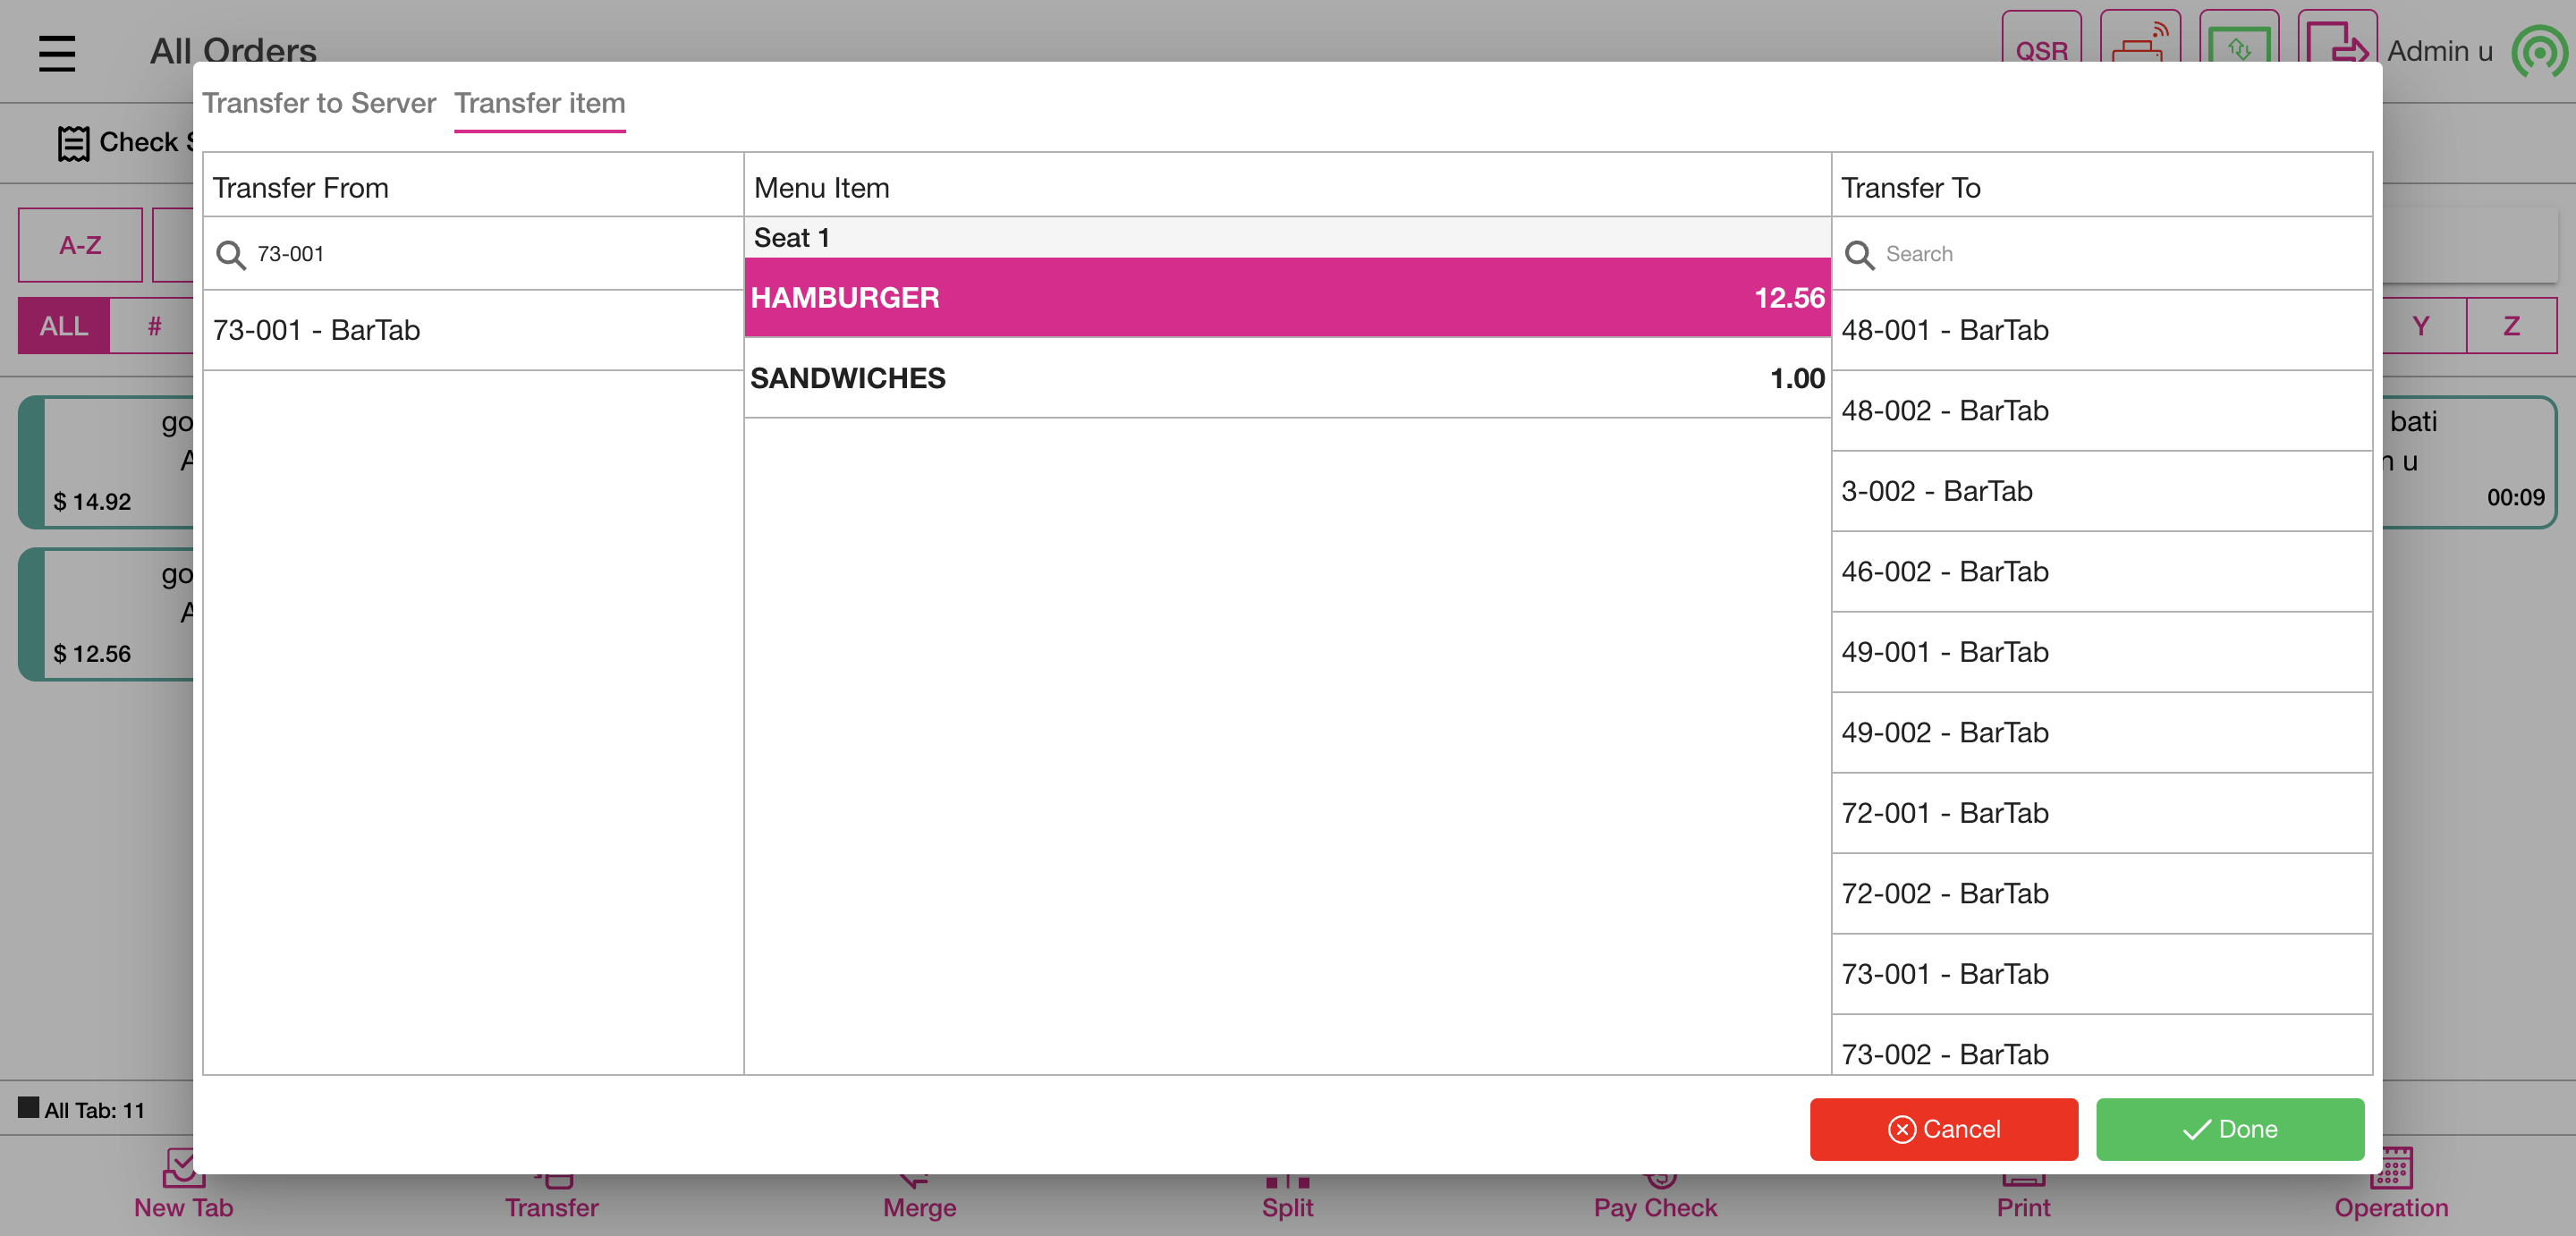 All Orders
QSR
Admin u
Transfer to Server Transfer item
Check
A-Z
ALL #
Y Z
Transfer From
73-001
73-001 - BarTab
Menu Item
Seat 1
HAMBURGER 12.56
SANDWICHES 1.00
Transfer To
Search
48-001 - BarTab
48-002 - BarTab
3-002 - BarTab
46-002 - BarTab
49-001 - BarTab
49-002 - BarTab
72-001 - BarTab
72-002 - BarTab
73-001 - BarTab
73-002 - BarTab
go
A
$ 14.92
go
A
$ 12.56
bati
u
00:09
Cancel Done
All Tab: 11
New Tab Transfer Merge Split Pay Check Print Operation